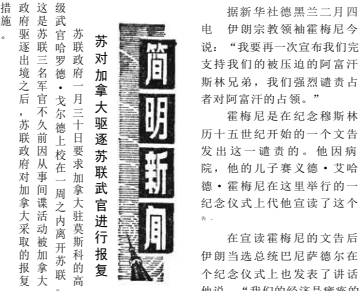 简明新闻
苏对加拿大驱逐苏联武官进行报复
苏联政府一月三十日要求加拿大驻莫斯科的高
级武官哈罗德·戈尔德上校在一周之内离开苏联。
这是苏联三名军官不久前因从事间谍活动被加拿大
政府驱逐出境之后,苏联政府对加拿大采取的报复
措施。
据新华社德黑兰二月四
电 伊朗宗教领袖霍梅尼今
说:“我要再一次宣布我们完
支持我们的被压迫的阿富汗
斯林兄弟,我们强烈谴责占
者对阿富汗的占领。”
霍梅尼是在纪念穆斯林
历十五世纪开始的一个文告
发出这一谴责的。他因病
院,他的儿子赛义德·艾哈
德·霍梅尼在这里举行的一
纪念仪式上代他宣读了这个
告。
在宣读霍梅尼的文告后
伊朗当选总统巴尼萨德尔在
个纪念仪式上也发表了讲话